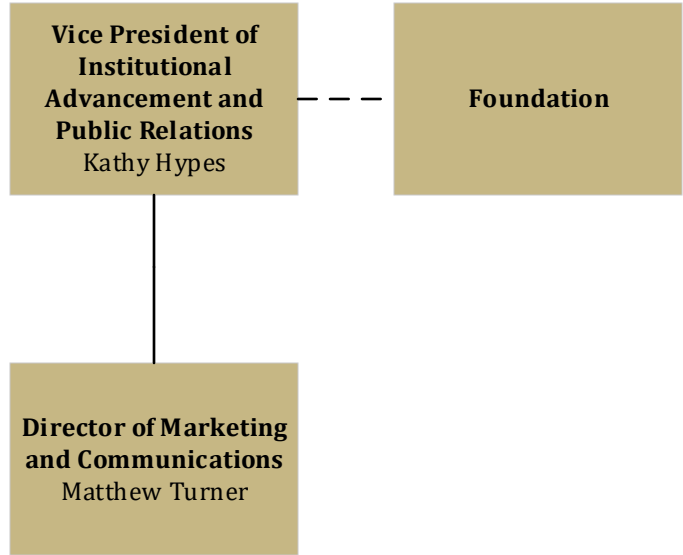 Vice President of
Institutional
Advancement and
Public Relations
Kathy Hypes
Foundation
Director of Marketing
and Communications
Matthew Turner